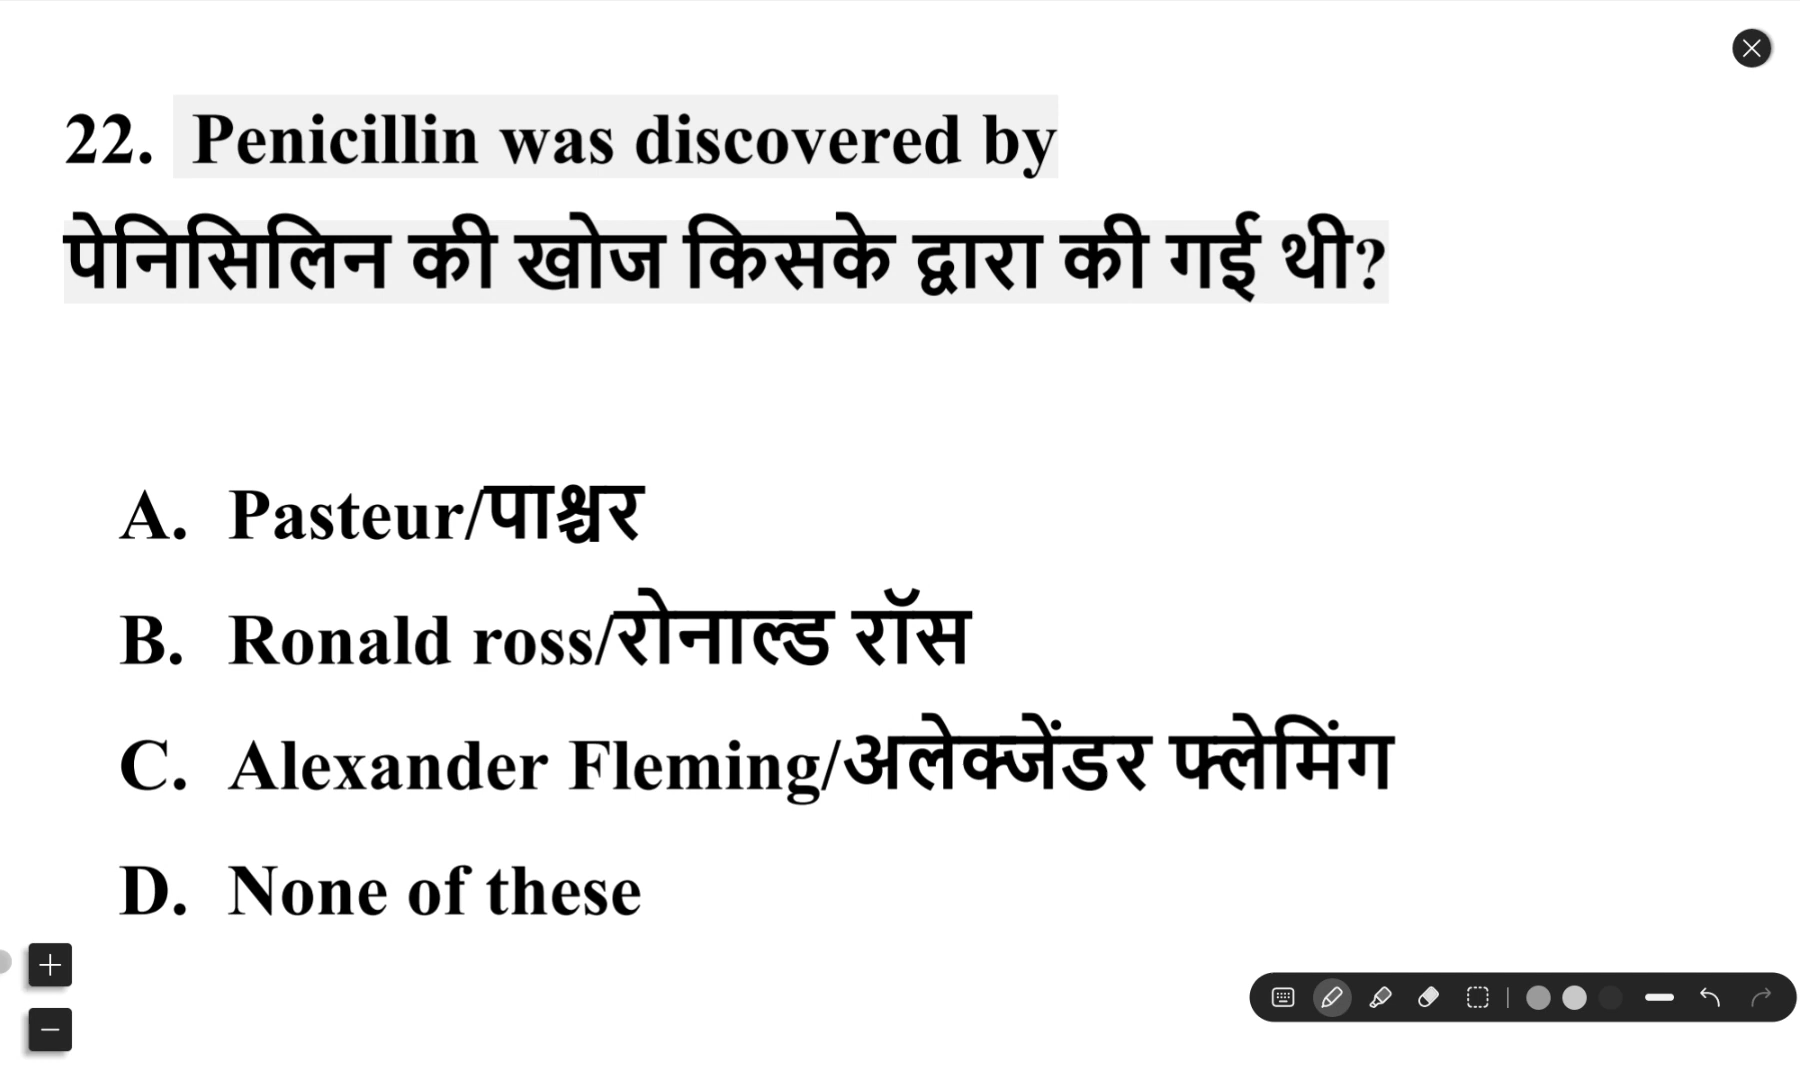 22. Penicillin was discovered by
पेनिसिलिन की खोज किसके द्वारा की गई थी?
A. Pasteur/पाश्चर
B. Ronald ross/रोनाल्ड रॉस
C. Alexander Fleming/अलेक्जेंडर फ्लेमिंग
D. None of these